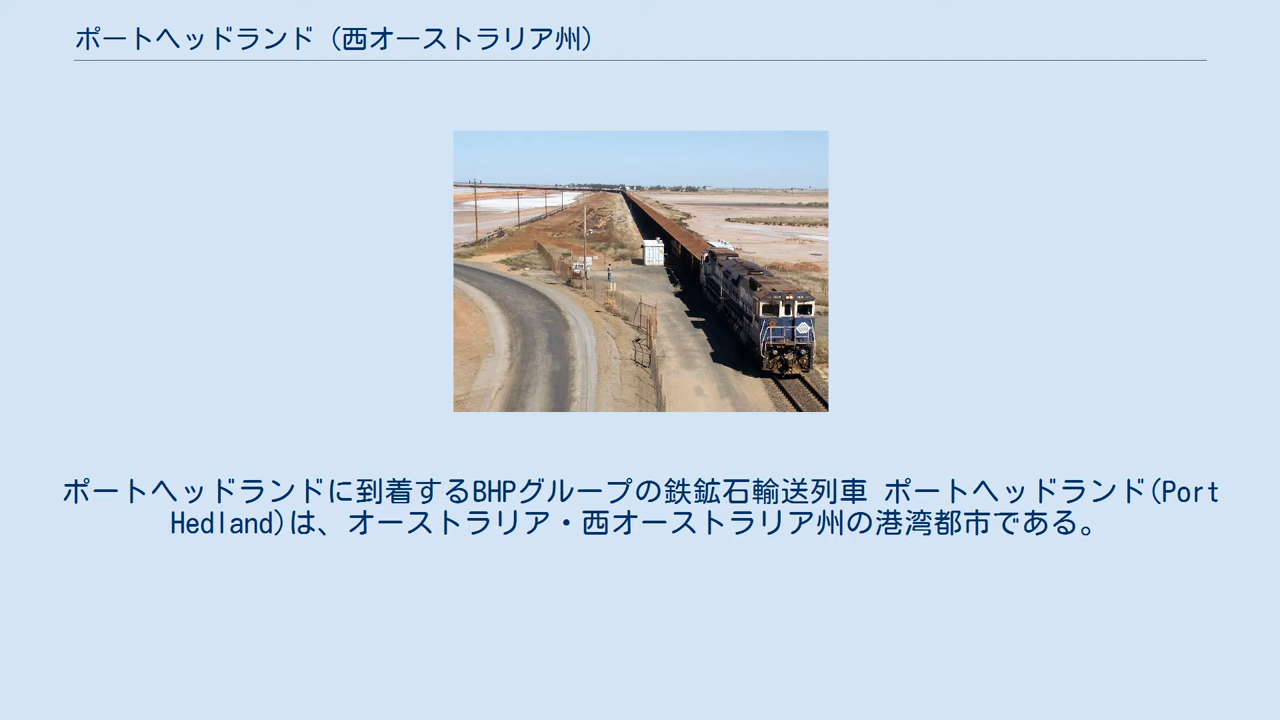 ポートヘッドランド（西オーストラリア州）
ポートヘッドランドに到着するBHPグループの鉄鉱石輸送列車 ポートヘッドランド(Port
Hedland)は、オーストラリア・西オーストラリア州の港湾都市である。